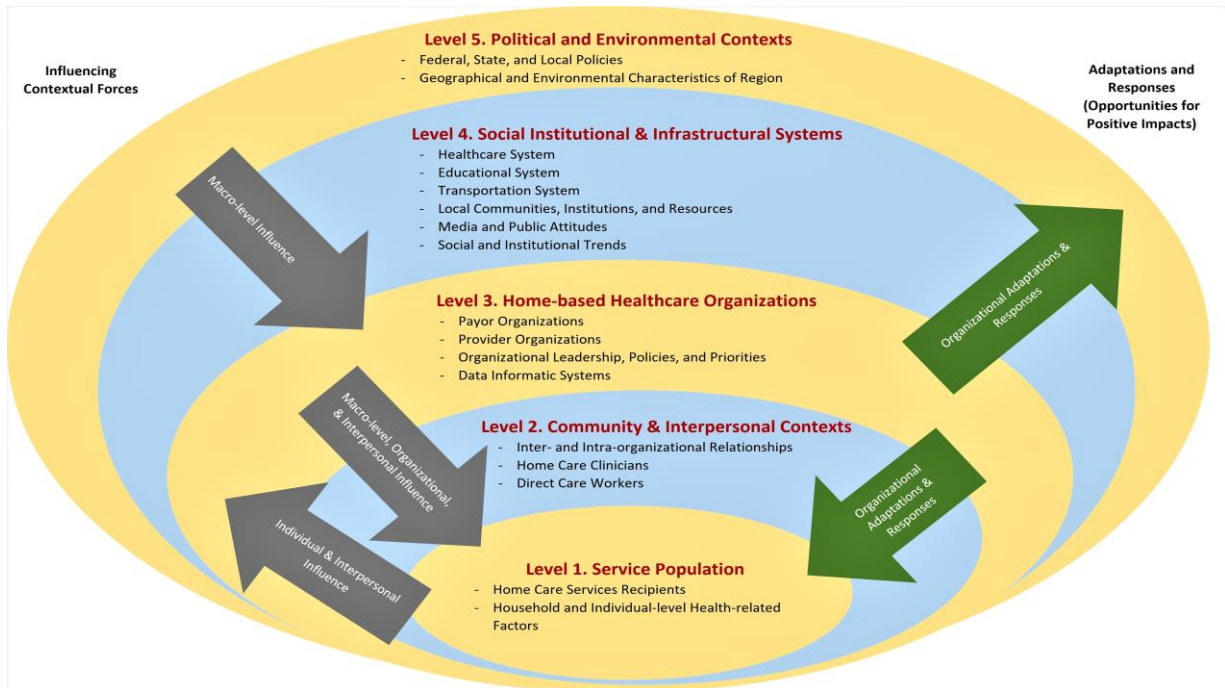 Level 5. Political and Environmental Contexts
- Federal, State, and Local Policies
- Geographical and Environmental Characteristics of Region
Influencing
Contextual Forces
Adaptations and
Responses
(Opportunities for
Positive Impacts)
Level 4. Social Institutional & Infrastructural Systems
- Healthcare System
- Educational System
- Transportation System
- Local Communities, Institutions, and Resources
- Media and Public Attitudes
- Social and Institutional Trends
Macro-level Influence
Organizational Adaptations &
Responses
Level 3. Home-based Healthcare Organizations
- Payor Organizations
- Provider Organizations
- Organizational Leadership, Policies, and Priorities
- Data Informatic Systems
Macro-level, Organizational,
& Interpersonal Influence
Level 2. Community & Interpersonal Contexts
- Inter- and Intra-organizational Relationships
- Home Care Clinicians
- Direct Care Workers
Organizational
Adaptations &
Responses
Individual & Interpersonal
Influence
Level 1. Service Population
- Home Care Services Recipients
- Household and Individual-level Health-related
Factors